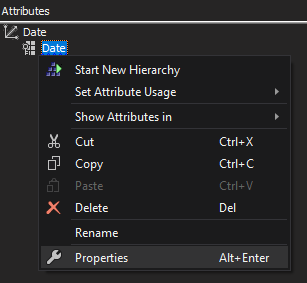 Attributes
Date
Date
Start New Hierarchy
Set Attribute Usage
Show Attributes in
Cut Ctrl+X
Copy Ctrl+C
Paste Ctrl+V
Delete Del
Rename
Properties Alt+Enter